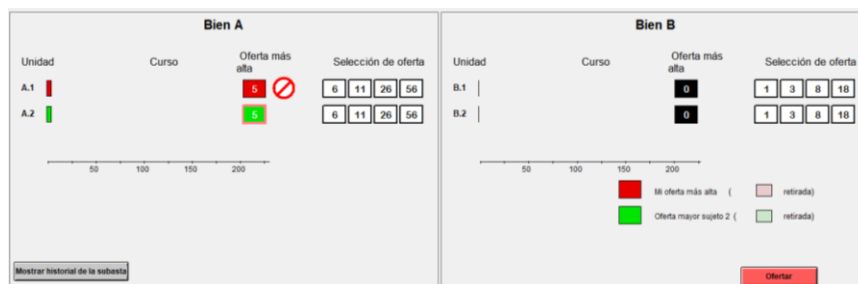 Bien A
Unidad Curso Oferta más alta Selección de oferta
A.1 5 6 11 26 56
A.2 5 6 11 26 56
50 100 150 200
Mostrar historial de la subasta
Bien B
Unidad Curso Oferta más alta Selección de oferta
B.1 0 1 3 8 18
B.2 0 1 3 8 18
50 100 150 200
Mi oferta más alta ( retirada)
Oferta mayor sujeto 2 ( retirada)
Ofertar